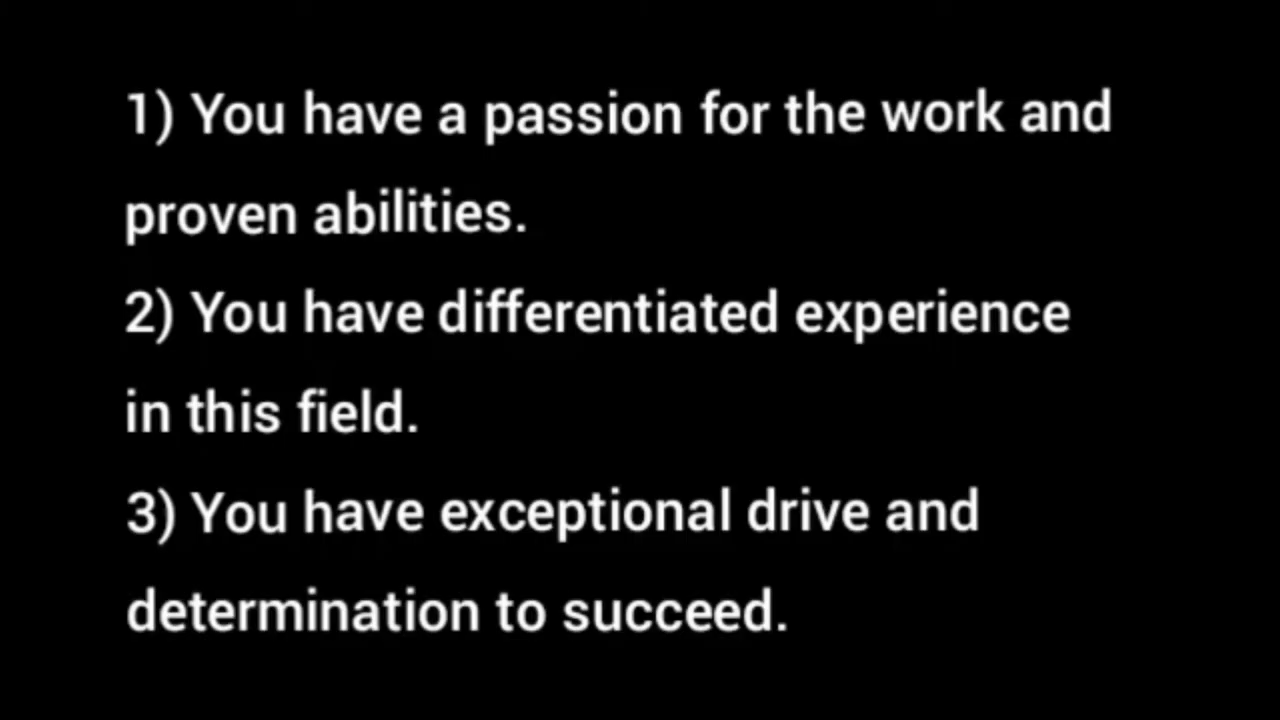 1) You have a passion for the work and
proven abilities.
2) You have differentiated experience
in this field.
3) You have exceptional drive and
determination to succeed.